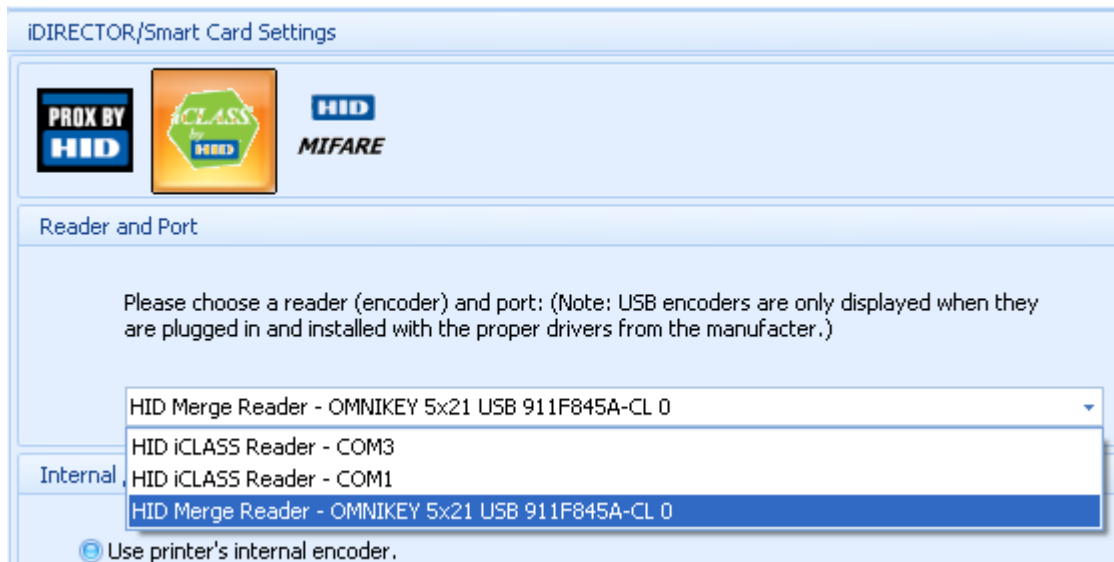 iDIRECTOR/Smart Card Settings
PROX BY
HID
iCLASS
by
HID
HID
MIFARE
Reader and Port
Please choose a reader (encoder) and port: (Note: USB encoders are only displayed when they
are plugged in and installed with the proper drivers from the manufacter.)
HID Merge Reader - OMNIKEY 5x21 USB 911F845A-CL 0
HID iCLASS Reader - COM3
Internal
HID iCLASS Reader - COM1
HID Merge Reader - OMNIKEY 5x21 USB 911F845A-CL 0
Use printer's internal encoder.